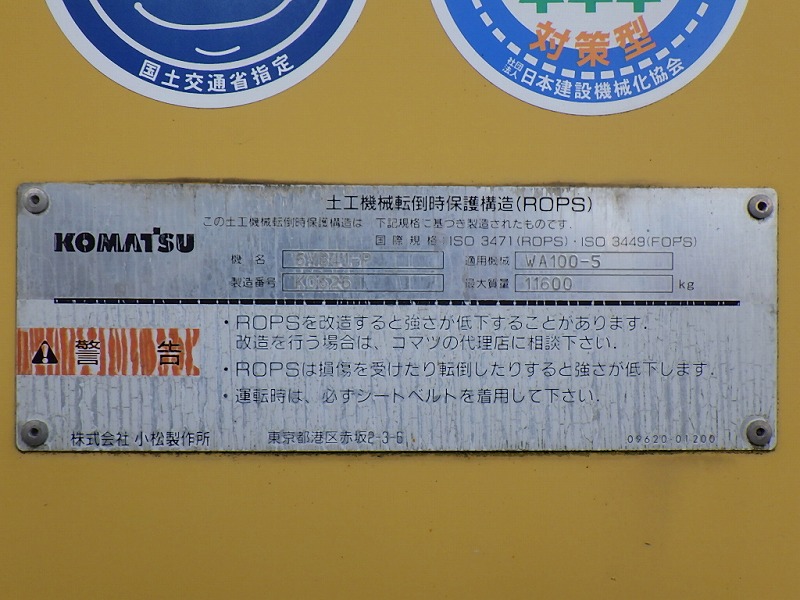 国土交通省指定
対策型
社団法人日本建設機械化協会
土工機械転倒時保護構造(ROPS)
この土工機械転倒時保護構造は 下記規格に基づき製造されたものです.
国際規格 ISO 3471(ROPS)・ISO 3449(FOPS)
KOMATSU
機名 適用機械 WA100-5
製造番号 最大質量 11600 kg
・ROPSを改造すると強さが低下することがあります.
改造を行う場合は、コマツの代理店に相談下さい.
警告
・ROPSは損傷を受けたり転倒したりすると強さが低下します.
・運転時は、必ずシートベルトを着用して下さい.
株式会社 小松製作所 東京都港区赤坂2-3-6 09620-01200